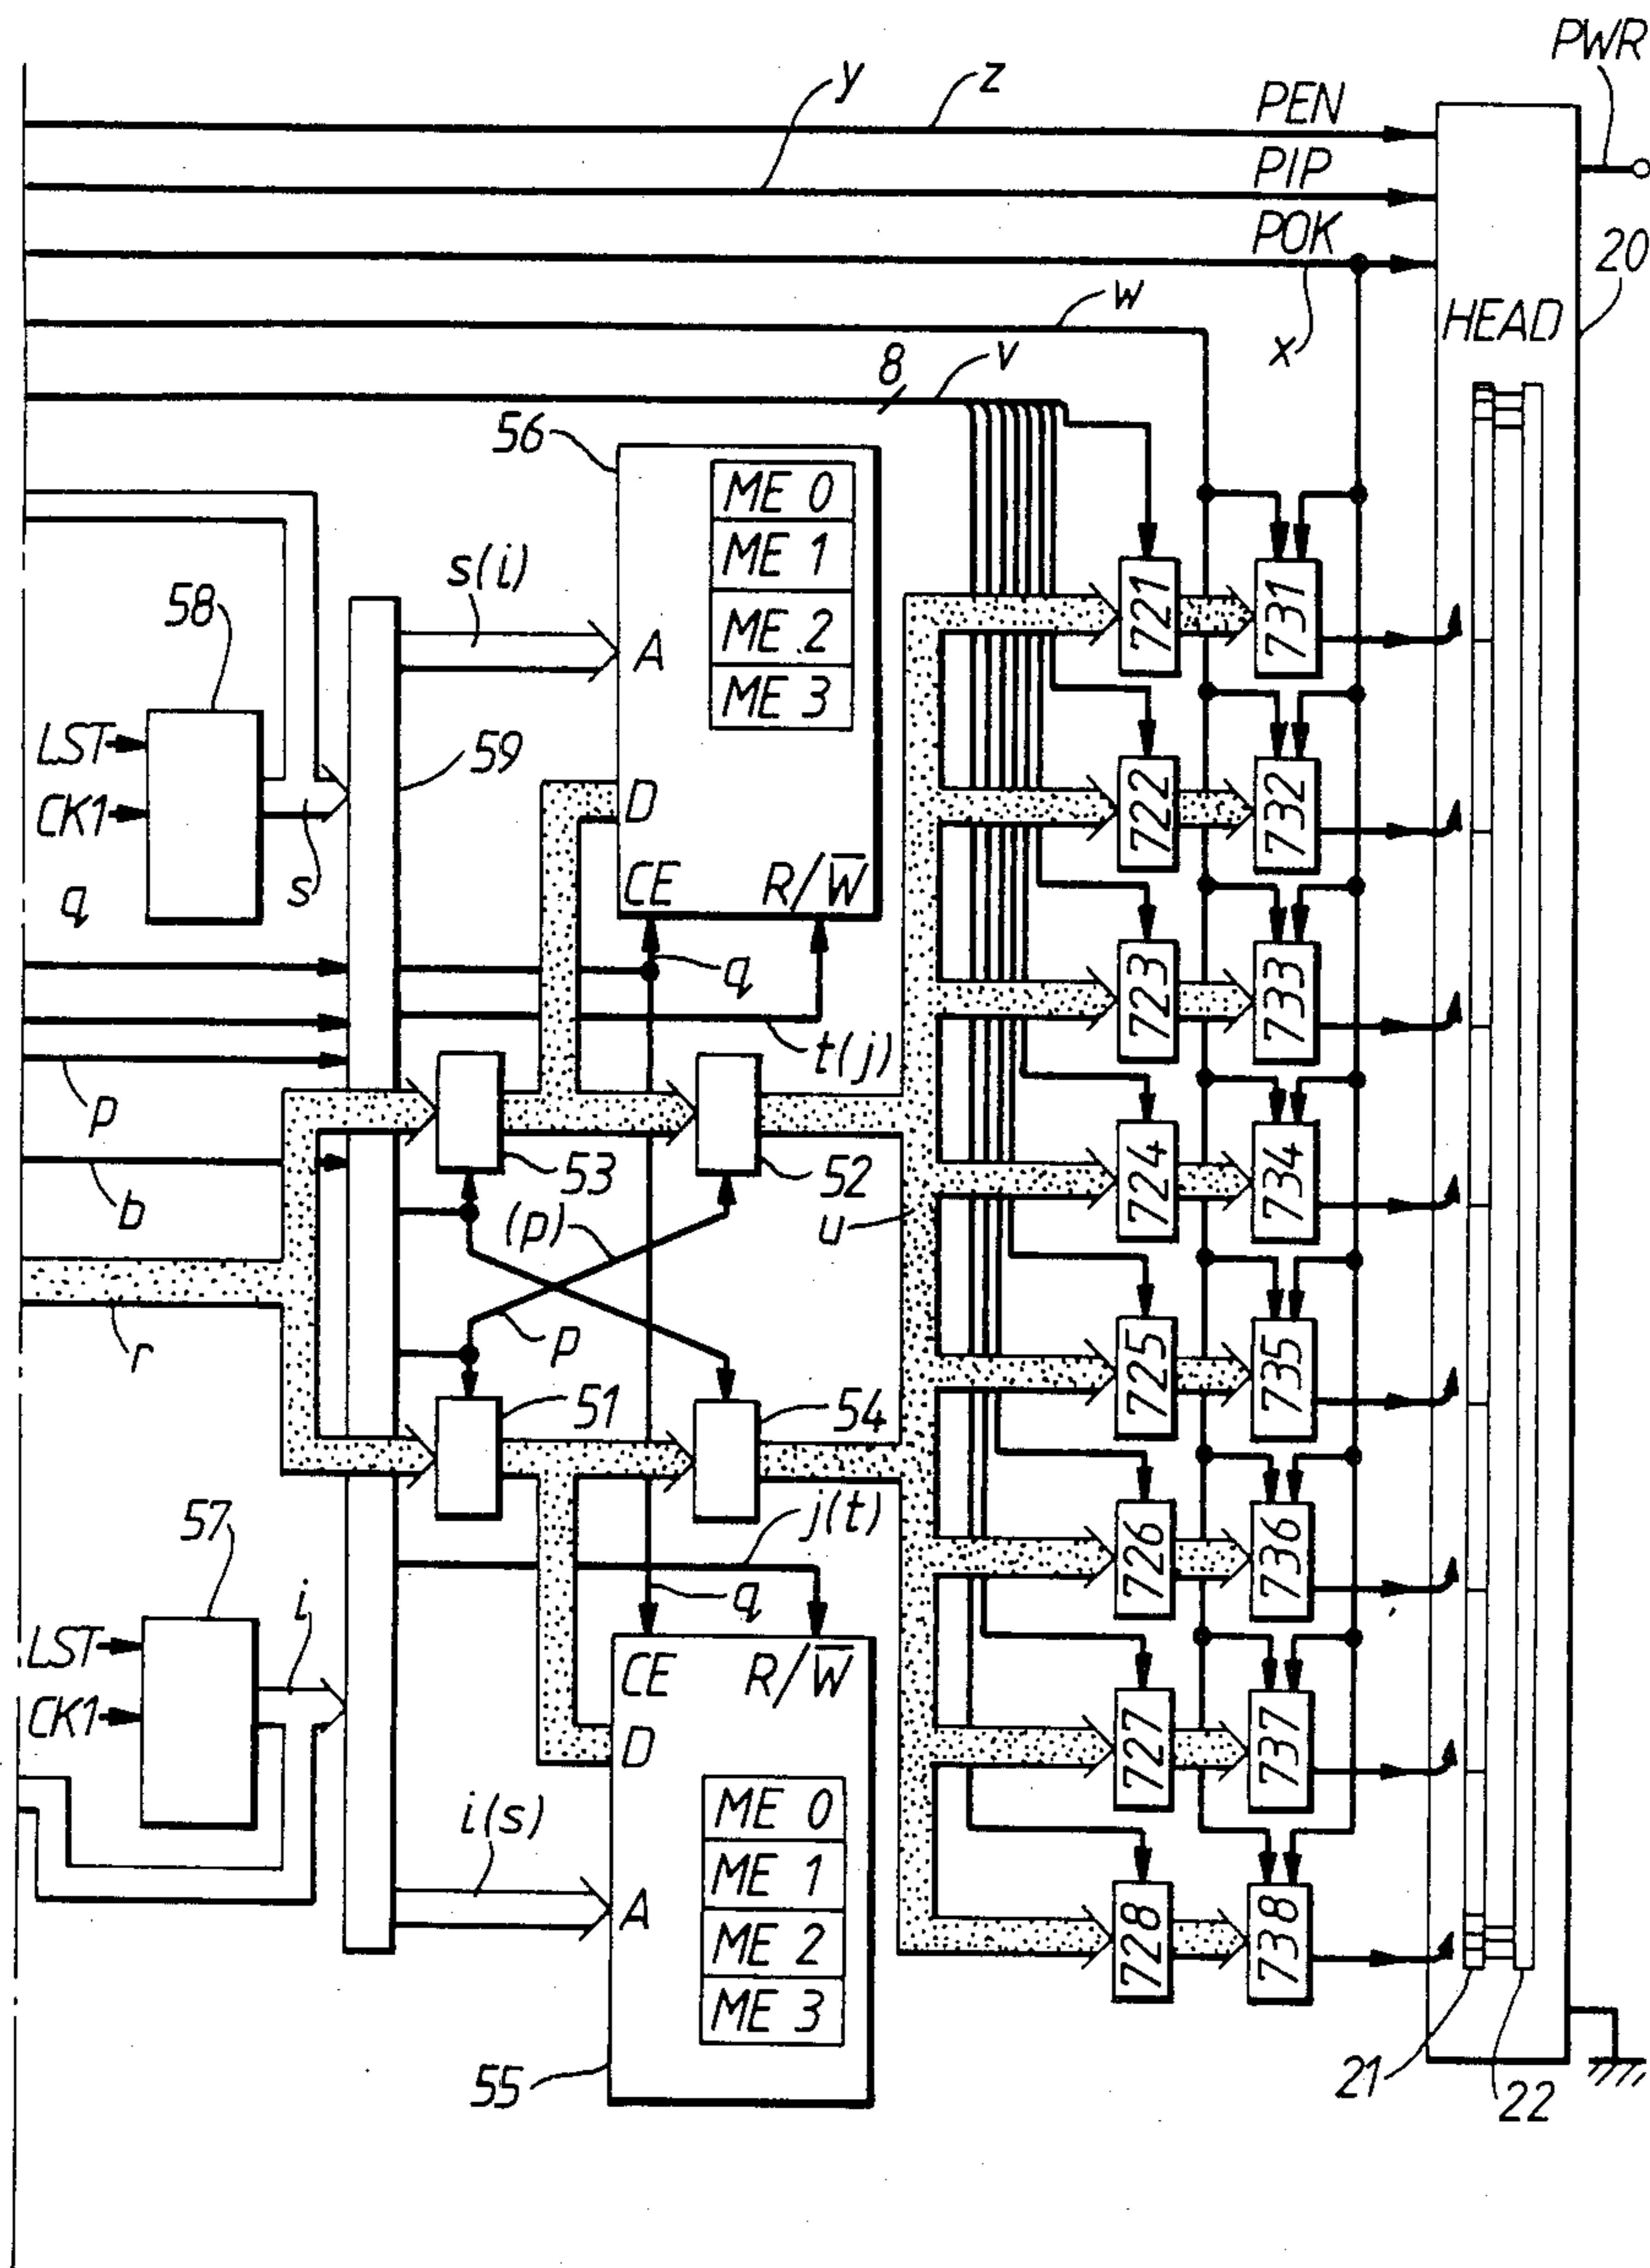 PWR
y
z
PEN
PIP
POK
20
w
x
HEAD
8
v
56
ME 0
ME 1
ME 2
ME 3
s(i)
A
58
LST
CK1
s
59
D
CE
R/W̅
q
q
t(j)
p
53
52
b
(p)
u
r
p
51
54
j(t)
57
i
LST
CK1
q
CE
R/W̅
D
i(s)
A
ME 0
ME 1
ME 2
ME 3
55
721
731
722
732
723
733
724
734
725
735
726
736
727
737
728
738
21
22